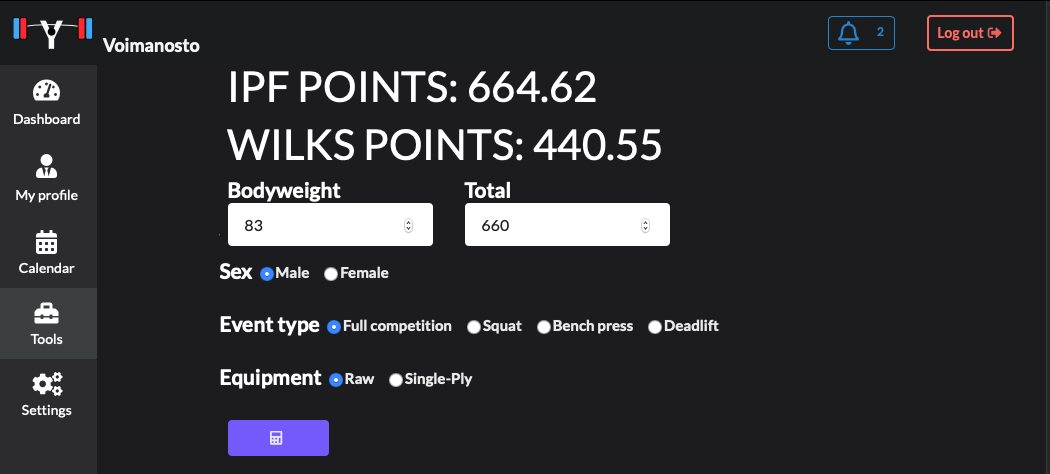 2
Log out
Voimanosto
IPF POINTS: 664.62
WILKS POINTS: 440.55
Dashboard
My profile
Calendar
Tools
Settings
Bodyweight Total
83 660
Sex Male Female
Event type Full competition Squat Bench press Deadlift
Equipment Raw Single-Ply